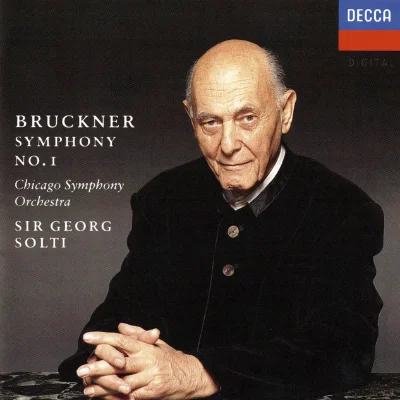 DECCA
DIGITAL
BRUCKNER
SYMPHONY
NO. 1
Chicago Symphony
Orchestra
SIR GEORG
SOLTI